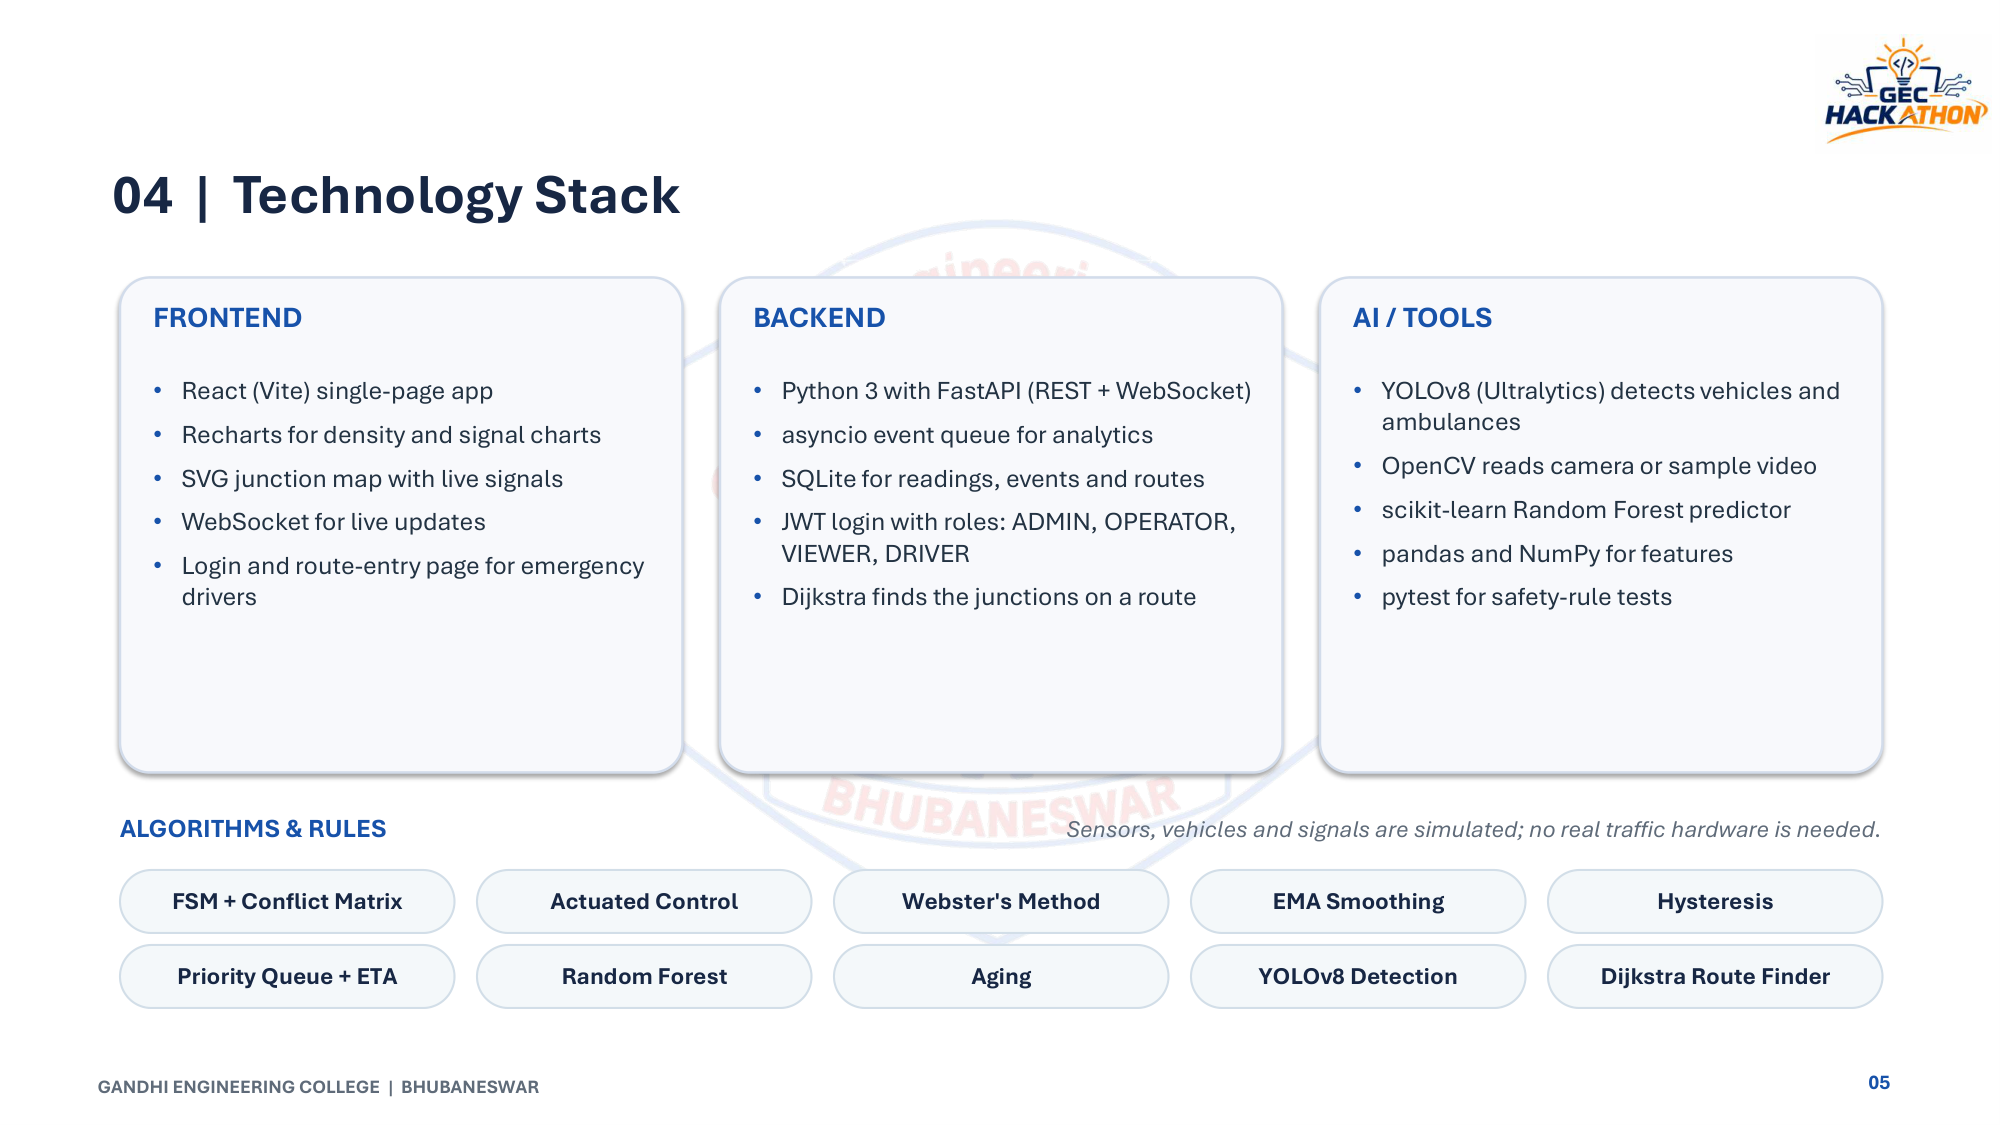 GEC
HACKATHON
04 | Technology Stack
FRONTEND
• React (Vite) single-page app
• Recharts for density and signal charts
• SVG junction map with live signals
• WebSocket for live updates
• Login and route-entry page for emergency
drivers
BACKEND
• Python 3 with FastAPI (REST + WebSocket)
• asyncio event queue for analytics
• SQLite for readings, events and routes
• JWT login with roles: ADMIN, OPERATOR,
VIEWER, DRIVER
• Dijkstra finds the junctions on a route
AI / TOOLS
• YOLOv8 (Ultralytics) detects vehicles and
ambulances
• OpenCV reads camera or sample video
• scikit-learn Random Forest predictor
• pandas and NumPy for features
• pytest for safety-rule tests
BHUBANESWAR
ALGORITHMS & RULES
Sensors, vehicles and signals are simulated; no real traffic hardware is needed.
FSM + Conflict Matrix
Actuated Control
Webster's Method
EMA Smoothing
Hysteresis
Priority Queue + ETA
Random Forest
Aging
YOLOv8 Detection
Dijkstra Route Finder
GANDHI ENGINEERING COLLEGE | BHUBANESWAR
05